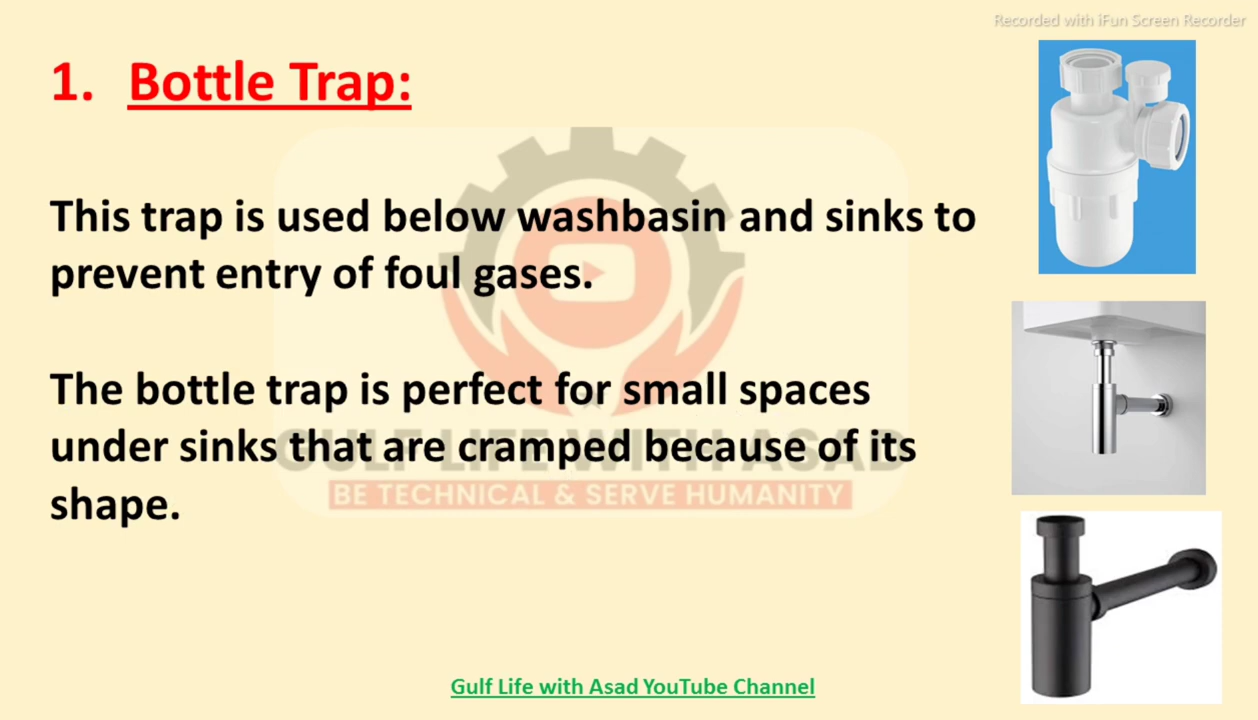 Recorded with iFun Screen Recorder
1. Bottle Trap:
This trap is used below washbasin and sinks to
prevent entry of foul gases.
The bottle trap is perfect for small spaces
under sinks that are cramped because of its
shape.
GULF LIFE WITH ASAD
BE TECHNICAL & SERVE HUMANITY
Gulf Life with Asad YouTube Channel